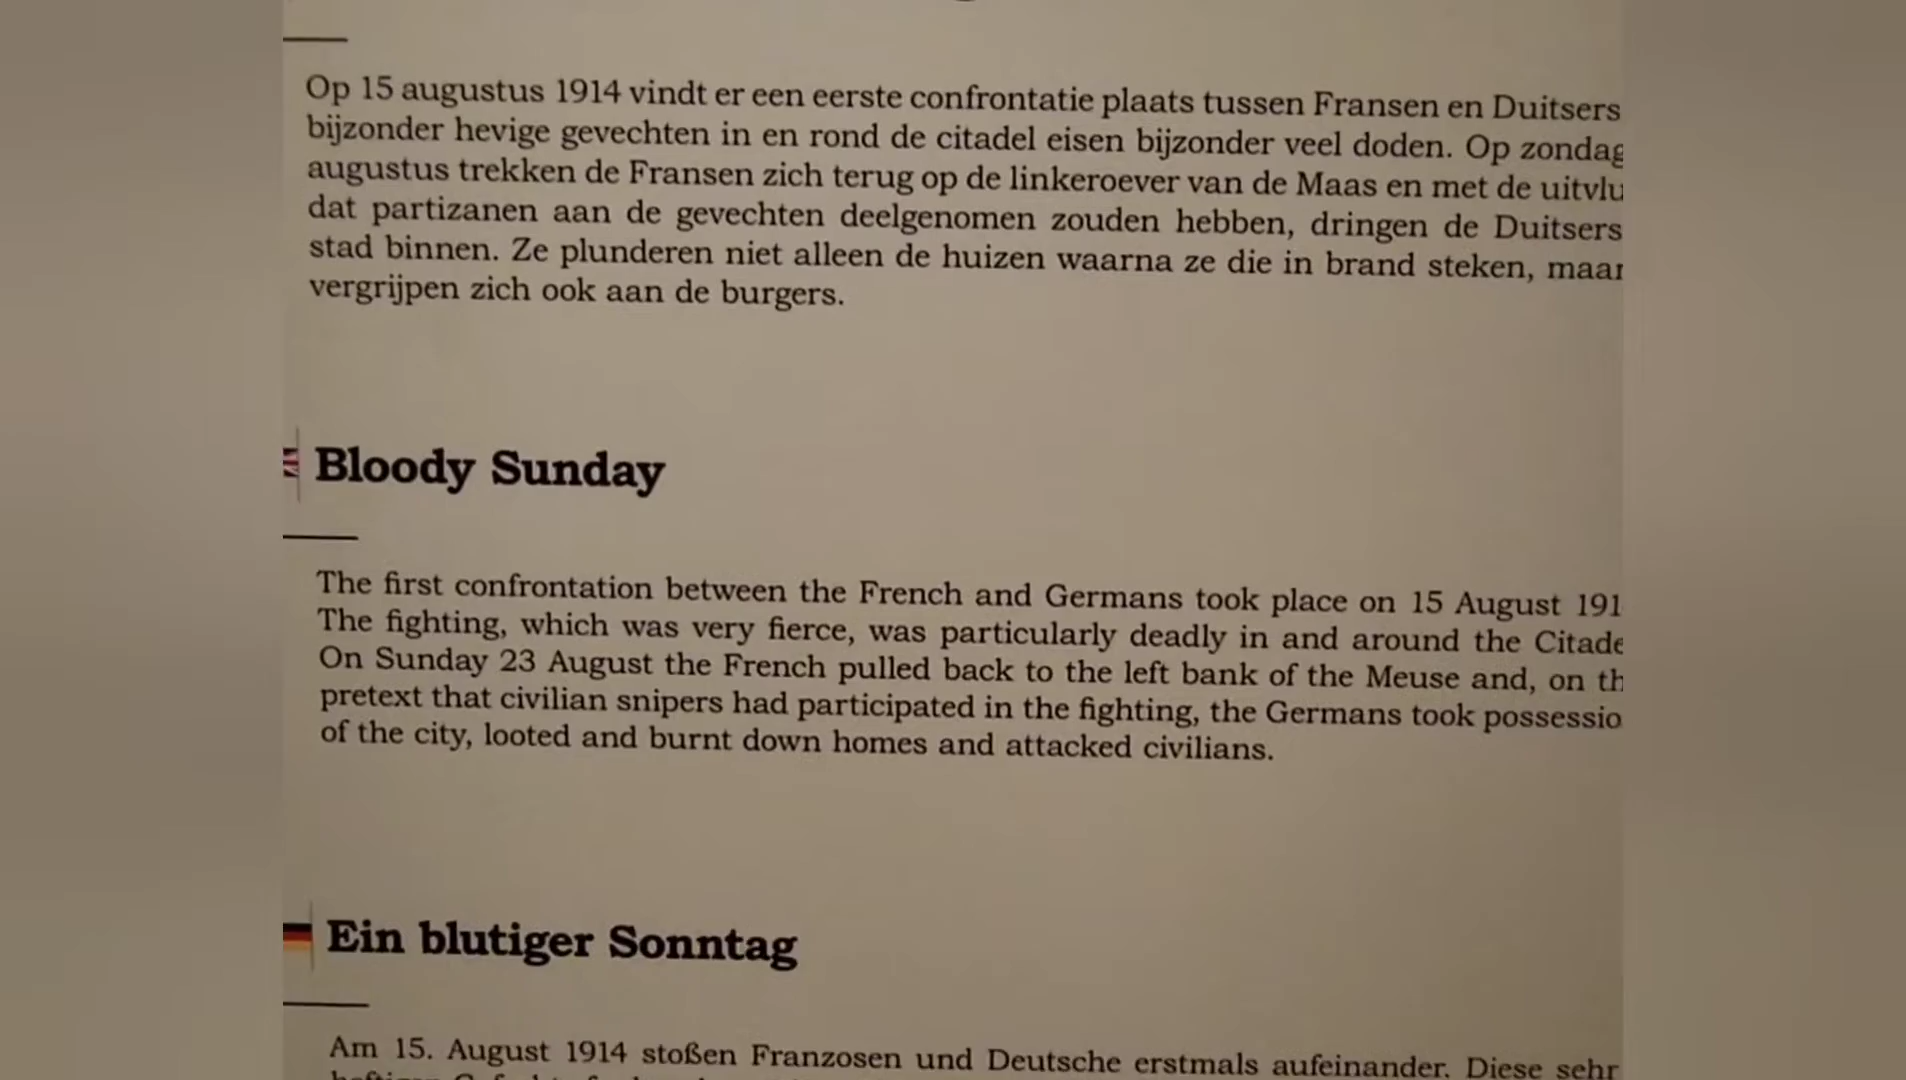 Op 15 augustus 1914 vindt er een eerste confrontatie plaats tussen Fransen en Duitsers
bijzonder hevige gevechten in en rond de citadel eisen bijzonder veel doden. Op zondag
augustus trekken de Fransen zich terug op de linkeroever van de Maas en met de uitvlu
dat partizanen aan de gevechten deelgenomen zouden hebben, dringen de Duitsers
stad binnen. Ze plunderen niet alleen de huizen waarna ze die in brand steken, maar
vergrijpen zich ook aan de burgers.
Bloody Sunday
The first confrontation between the French and Germans took place on 15 August 191
The fighting, which was very fierce, was particularly deadly in and around the Citade
On Sunday 23 August the French pulled back to the left bank of the Meuse and, on th
pretext that civilian snipers had participated in the fighting, the Germans took possessio
of the city, looted and burnt down homes and attacked civilians.
Ein blutiger Sonntag
Am 15. August 1914 stoßen Franzosen und Deutsche erstmals aufeinander. Diese sehr